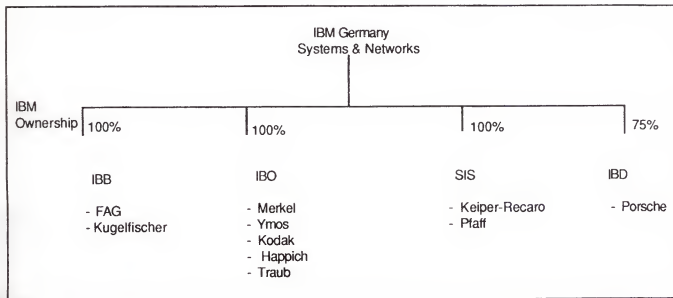 IBM Germany
Systems & Networks
IBM
Ownership
100%
100%
100%
75%
IBB
IBO
SIS
IBD
- FAG
- Kugelfischer
- Merkel
- Ymos
- Kodak
- Happich
- Traub
- Keiper-Recaro
- Pfaff
- Porsche